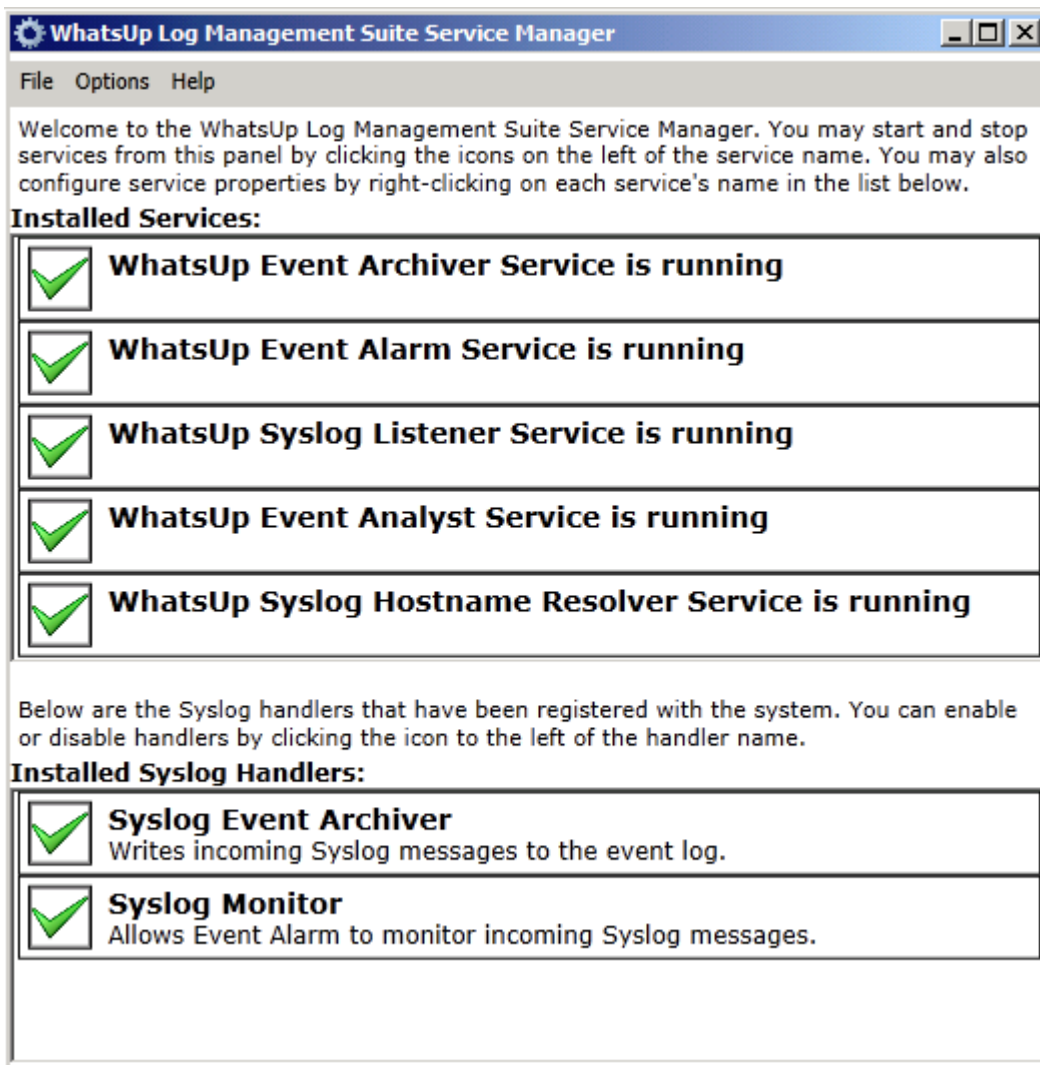 WhatsUp Log Management Suite Service Manager
File Options Help
Welcome to the WhatsUp Log Management Suite Service Manager. You may start and stop
services from this panel by clicking the icons on the left of the service name. You may also
configure service properties by right-clicking on each service's name in the list below.
Installed Services:
WhatsUp Event Archiver Service is running
WhatsUp Event Alarm Service is running
WhatsUp Syslog Listener Service is running
WhatsUp Event Analyst Service is running
WhatsUp Syslog Hostname Resolver Service is running
Below are the Syslog handlers that have been registered with the system. You can enable
or disable handlers by clicking the icon to the left of the handler name.
Installed Syslog Handlers:
Syslog Event Archiver
Writes incoming Syslog messages to the event log.
Syslog Monitor
Allows Event Alarm to monitor incoming Syslog messages.